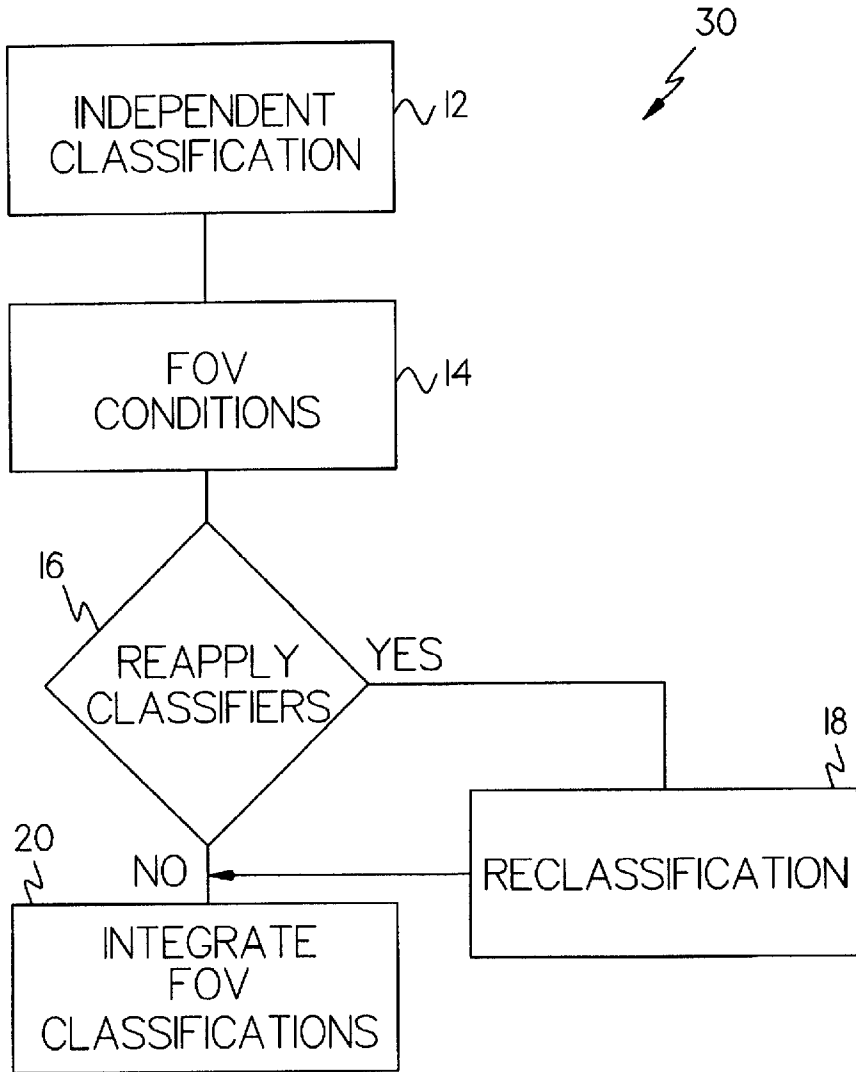 30
INDEPENDENT
CLASSIFICATION
12
FOV
CONDITIONS
14
16
REAPPLY
CLASSIFIERS
YES
18
RECLASSIFICATION
NO
20
INTEGRATE
FOV
CLASSIFICATIONS